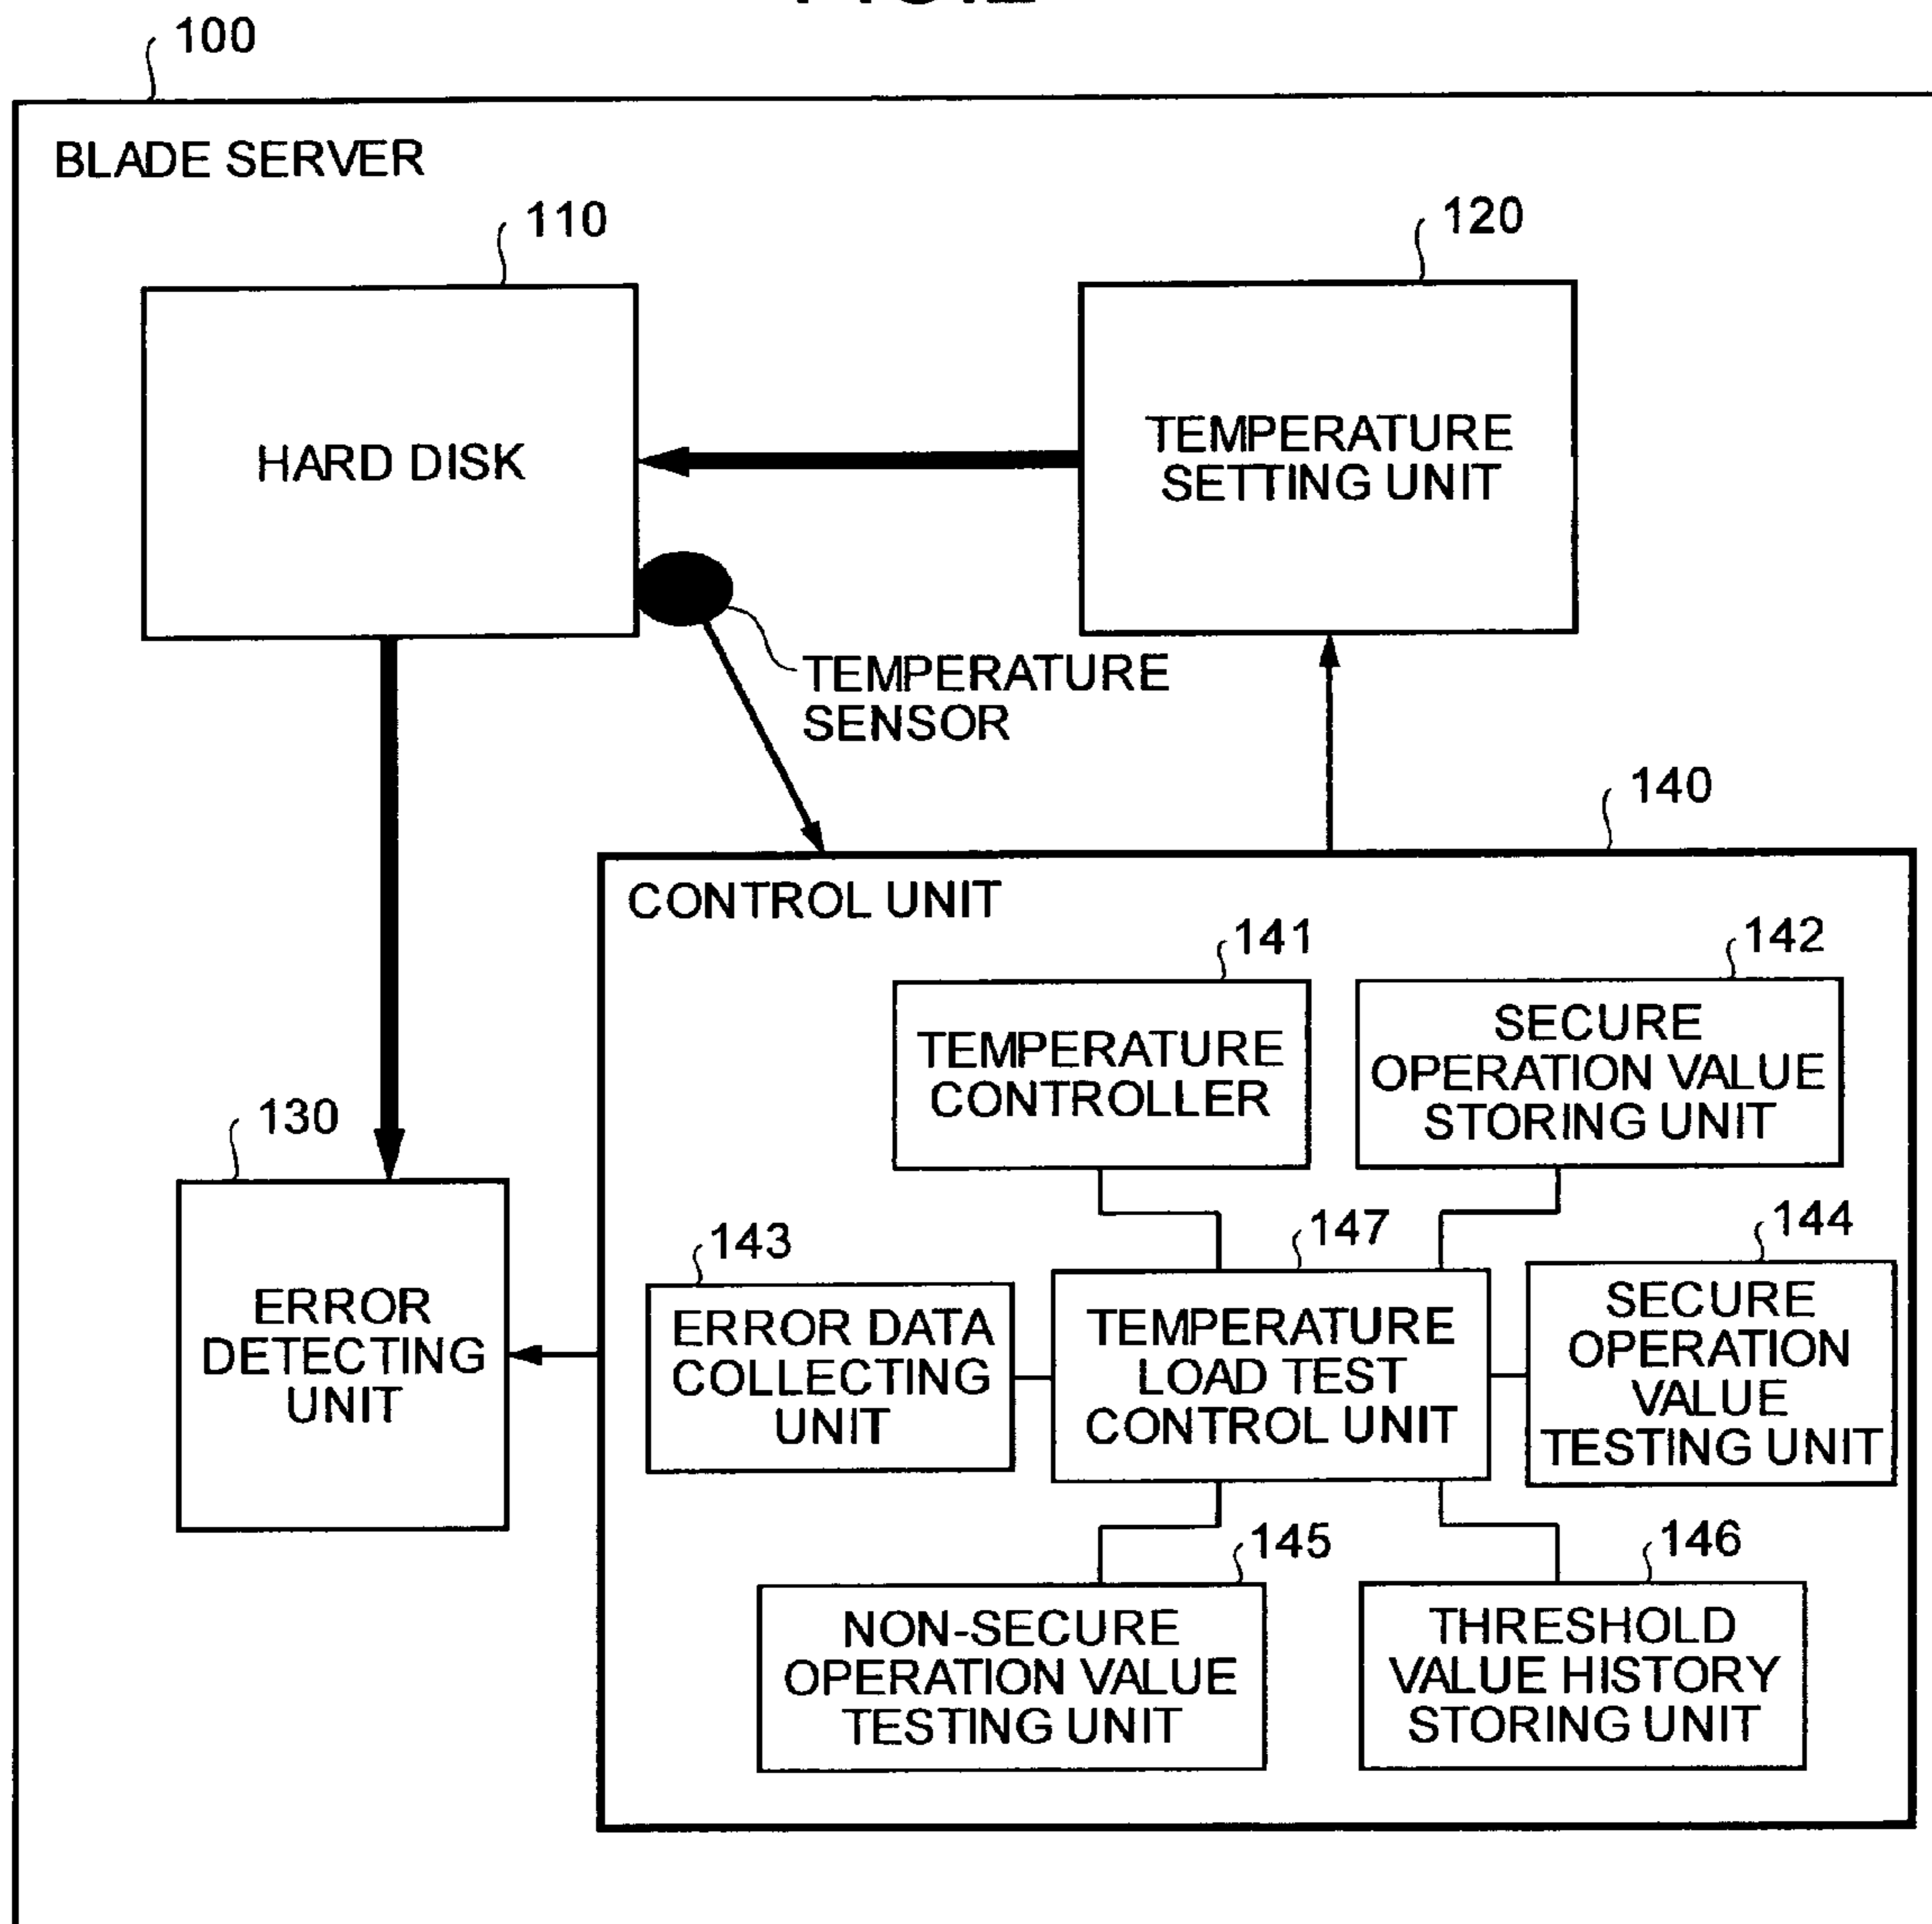 100
BLADE SERVER
110
120
HARD DISK
TEMPERATURE
SETTING UNIT
TEMPERATURE
SENSOR
140
CONTROL UNIT
141
142
TEMPERATURE
CONTROLLER
SECURE
OPERATION VALUE
STORING UNIT
130
ERROR
DETECTING
UNIT
143
147
144
ERROR DATA
COLLECTING
UNIT
TEMPERATURE
LOAD TEST
CONTROL UNIT
SECURE
OPERATION
VALUE
TESTING UNIT
145
146
NON-SECURE
OPERATION VALUE
TESTING UNIT
THRESHOLD
VALUE HISTORY
STORING UNIT